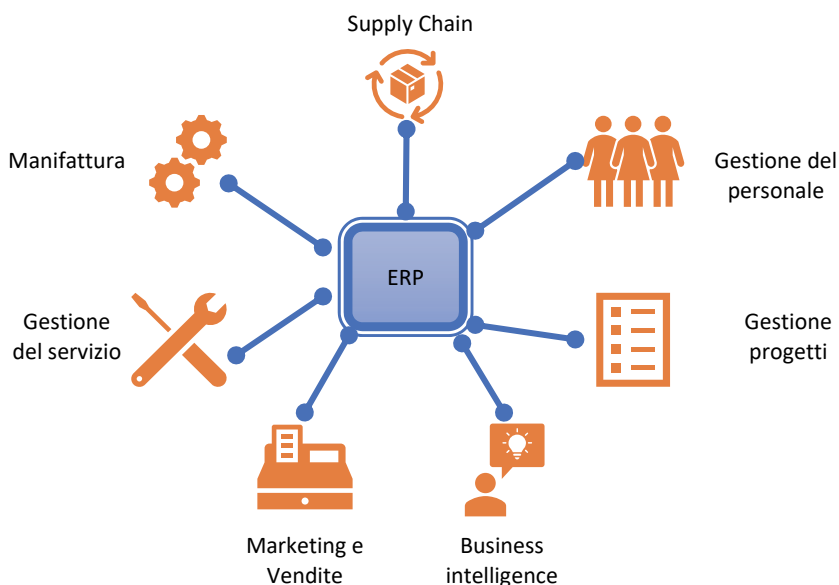 Supply Chain
Manifattura
Gestione del
personale
ERP
Gestione
del servizio
Gestione
progetti
Marketing e
Vendite
Business
intelligence